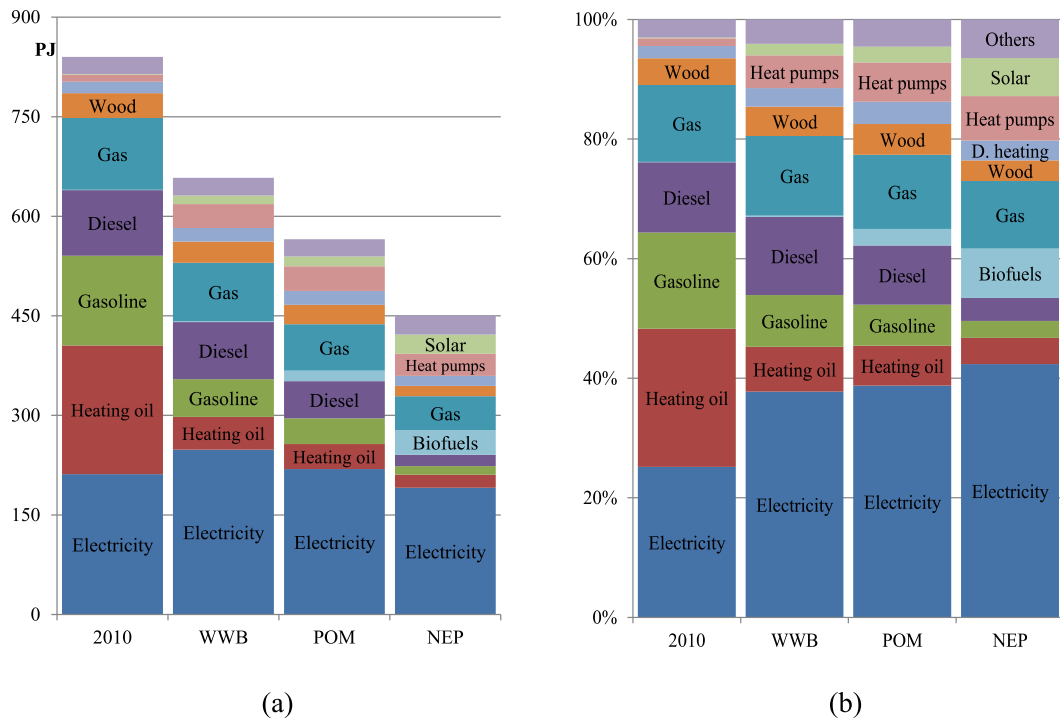 900
PJ
750
600
450
300
150
0
Wood
Gas
Diesel
Gasoline
Heating oil
Electricity
Gas
Diesel
Gasoline
Heating oil
Electricity
Gas
Diesel
Heating oil
Electricity
Solar
Heat pumps
Gas
Biofuels
Electricity
2010 WWB POM NEP
(a)
100%
80%
60%
40%
20%
0%
Wood
Gas
Diesel
Gasoline
Heating oil
Electricity
Heat pumps
Wood
Gas
Diesel
Gasoline
Heating oil
Electricity
Heat pumps
Wood
Gas
Diesel
Gasoline
Heating oil
Electricity
Others
Solar
Heat pumps
D. heating
Wood
Gas
Biofuels
Electricity
2010 WWB POM NEP
(b)